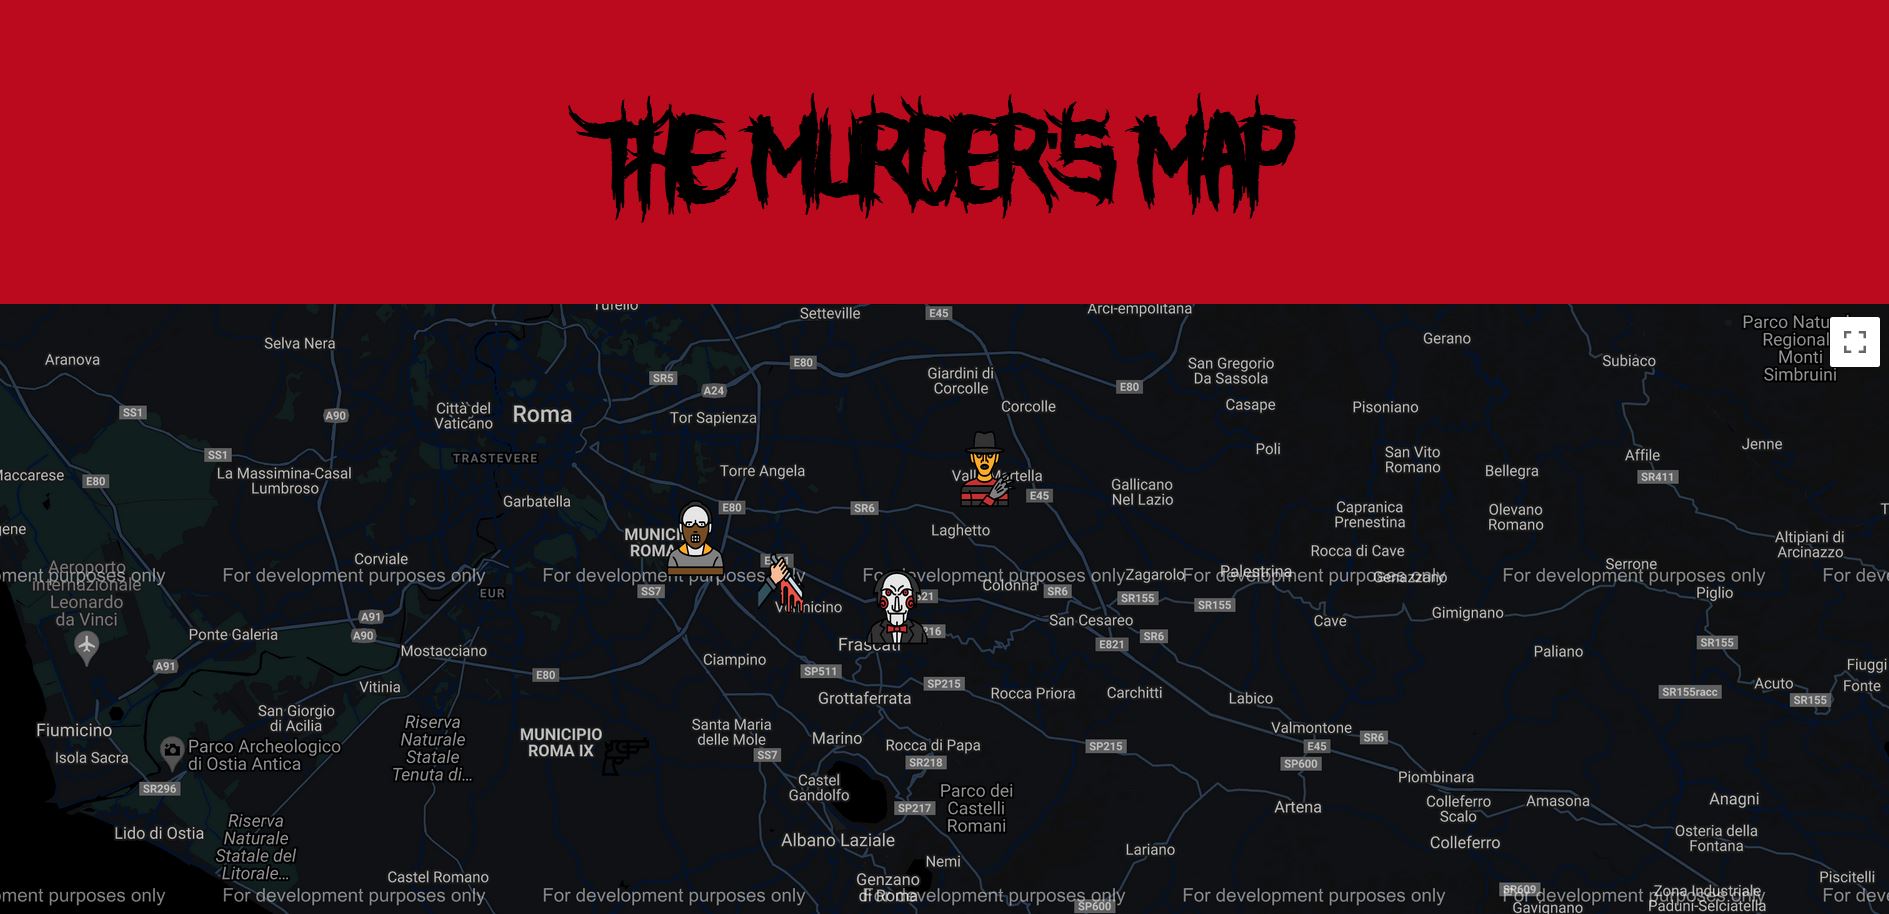 THE MURDER'S MAP
Tufello
Setteville
E45
Arci-empolitana
Parco Natu
Regional
Monti
Simbruini
Selva Nera
Gerano
Aranova
E80
San Gregorio
Da Sassola
Subiaco
SR5
A24
Giardini di
Corcolle
E80
SS1
A90
Città del
Vaticano
Roma
Tor Sapienza
Corcolle
Casape
Pisoniano
TRASTEVERE
SS1
Poli
San Vito
Romano
Affile
Jenne
Maccarese
E80
La Massimina-Casal
Lumbroso
Torre Angela
Bellegra
SR411
Garbatella
E80
SR6
E45
Gallicano
Nel Lazio
Capranica
Prenestina
Olevano
Romano
MUNICI
ROMA
Laghetto
Altipiani di
Arcinazzo
Corviale
Rocca di Cave
Serrone
Aeroporto
internazionale
Leonardo
da Vinci
ment purposes only
For development purposes only
For development purposes only
For development purposes only
For development purposes only
For development purposes only
For dev
Zagarolo
Palestrina
Genazzano
Colonna
SR6
SR155
SR155
Piglio
EUR
SS7
Gimignano
A91
A90
Ponte Galeria
San Cesareo
Cave
SR6
E821
SR155
Mostacciano
Frascati
Paliano
Fiuggi
Fonte
A91
E80
Ciampino
SP511
SP215
Vitinia
Grottaferrata
Rocca Priora
Carchitti
Labico
SR155racc
Acuto
SR155
San Giorgio
di Acilia
Riserva
Naturale
Statale
Tenuta di...
Fiumicino
MUNICIPIO
ROMA IX
Santa Maria
delle Mole
Marino
Rocca di Papa
SP215
Valmontone
E45
SR6
Isola Sacra
Parco Archeologico
di Ostia Antica
SS7
SR218
SP600
SR296
Castel
Gandolfo
SP217
Parco dei
Castelli
Romani
Piombinara
Artena
Colleferro
Scalo
Amasona
Anagni
Lido di Ostia
Riserva
Naturale
Statale del
Litorale...
Albano Laziale
Lariano
Colleferro
Osteria della
Fontana
Nemi
Castel Romano
Genzano
di Roma
Piscitelli
SR609
Zona Industriale
Paduni-Selciatella
ment purposes only
For development purposes only
For development purposes only
For development purposes only
For development purposes only
For development purposes only
For dev
SP600
Gavignano